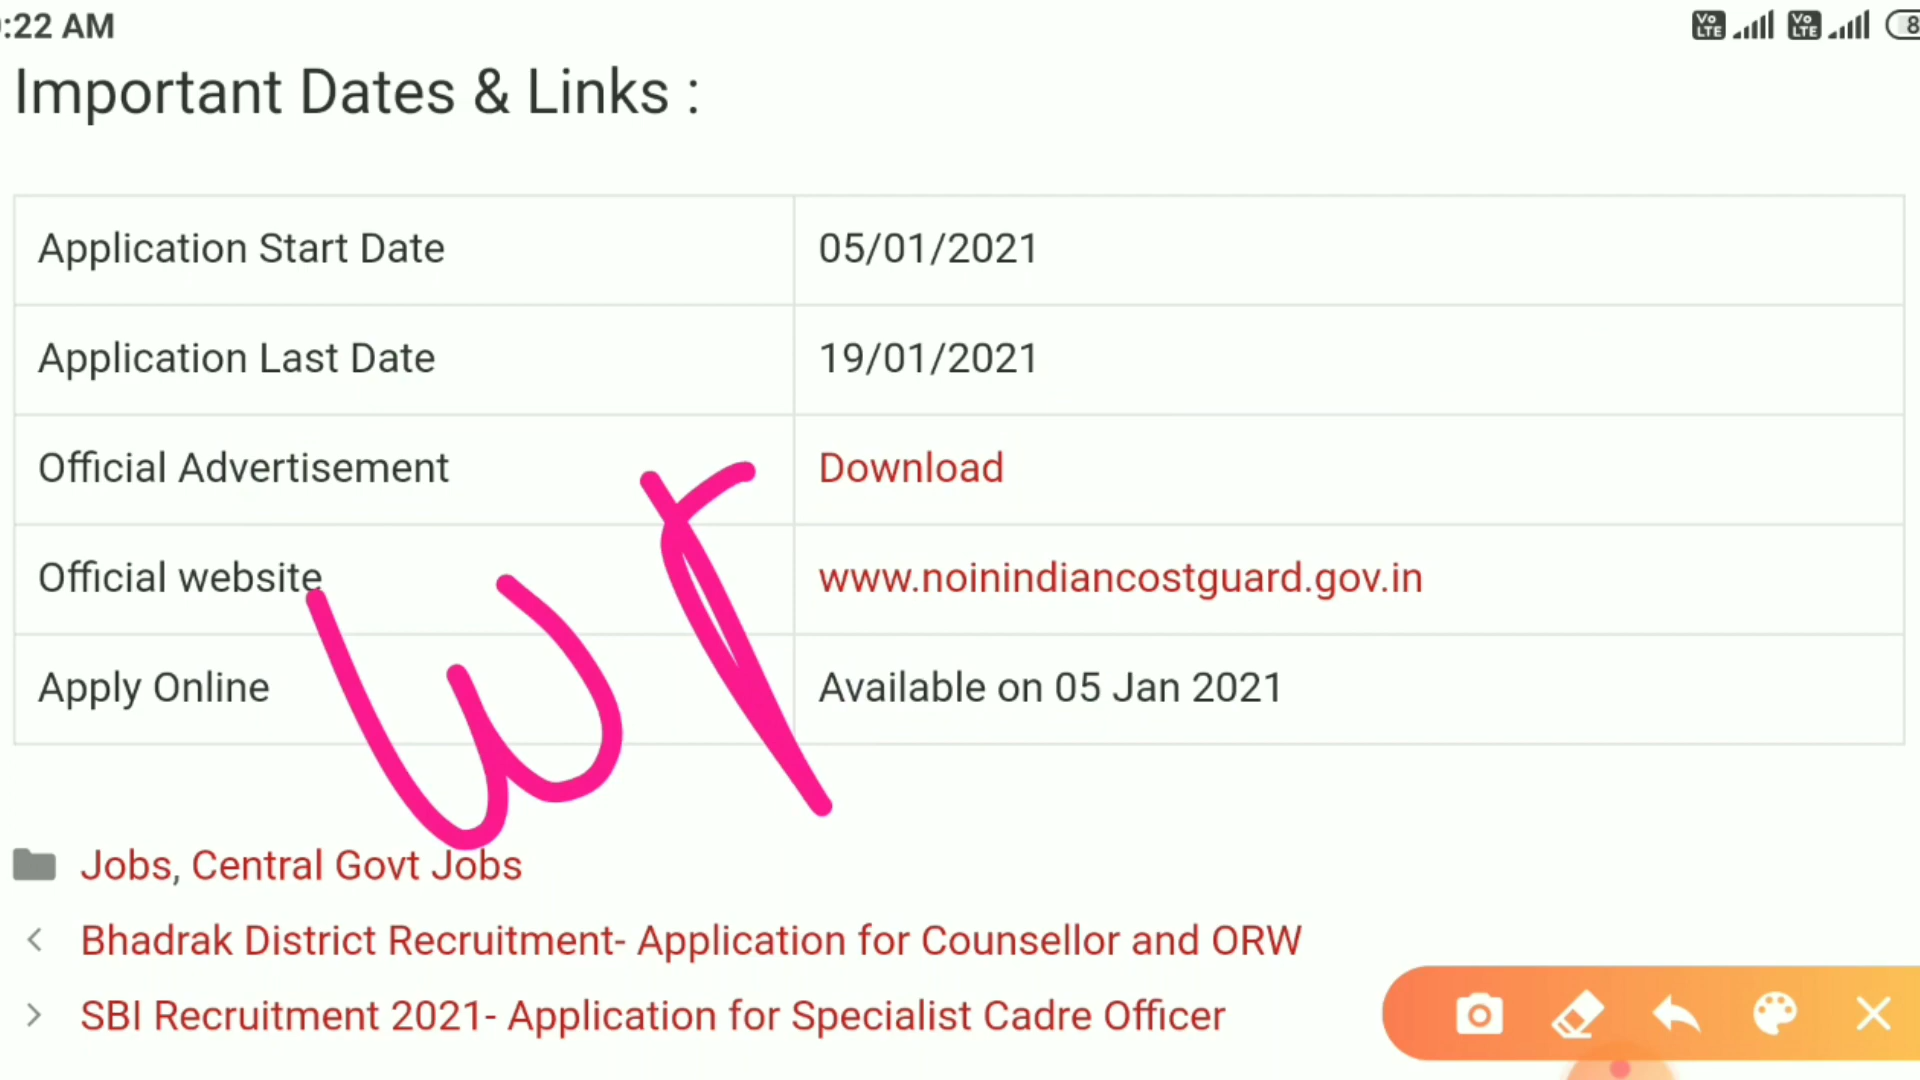 :22 AM
Important Dates & Links :
Application Start Date 05/01/2021
Application Last Date 19/01/2021
Official Advertisement Download
Official website www.noinindiancostguard.gov.in
Apply Online Available on 05 Jan 2021
Jobs, Central Govt Jobs
< Bhadrak District Recruitment- Application for Counsellor and ORW
> SBI Recruitment 2021- Application for Specialist Cadre Officer